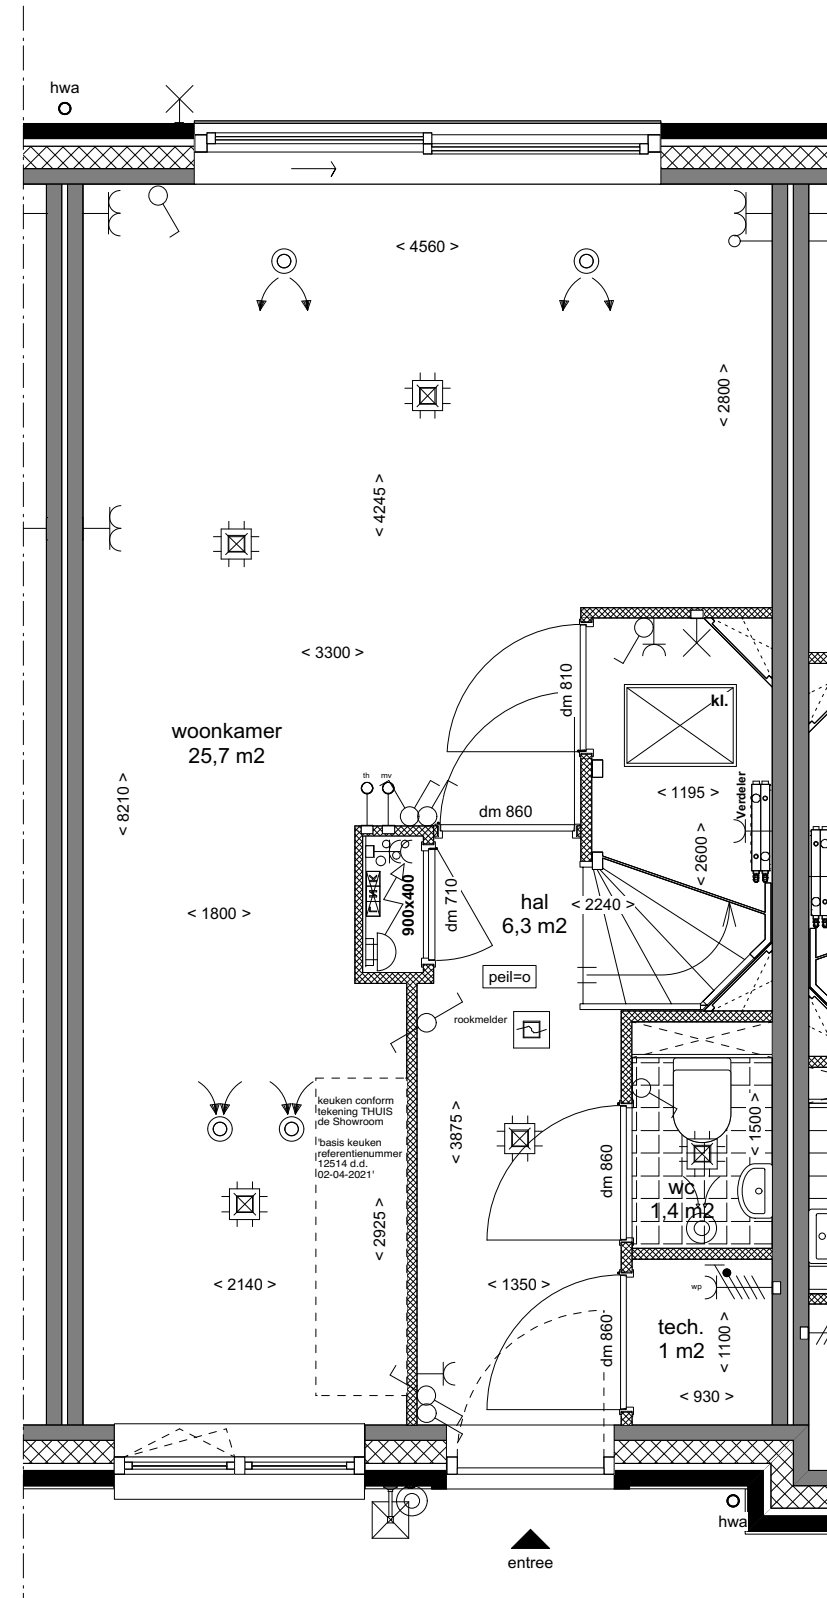 hwa
< 4560 >
< 2800 >
< 4245 >
< 3300 >
dm 810
kl.
woonkamer
25,7 m2
< 8210 >
th
mv
dm 860
< 1195 >
Verdeler
< 2600 >
900x400
dm 710
hal
6,3 m2
< 2240 >
< 1800 >
peil=o
rookmelder
keuken conform
tekening THUIS
de Showroom
'basis keuken
referentienummer
12514 d.d.
02-04-2021'
< 3875 >
< 1500 >
dm 860
wc
1,4 m2
< 2925 >
< 2140 >
< 1350 >
wp
dm 860
tech.
1 m2
< 1100 >
< 930 >
hwa
entree